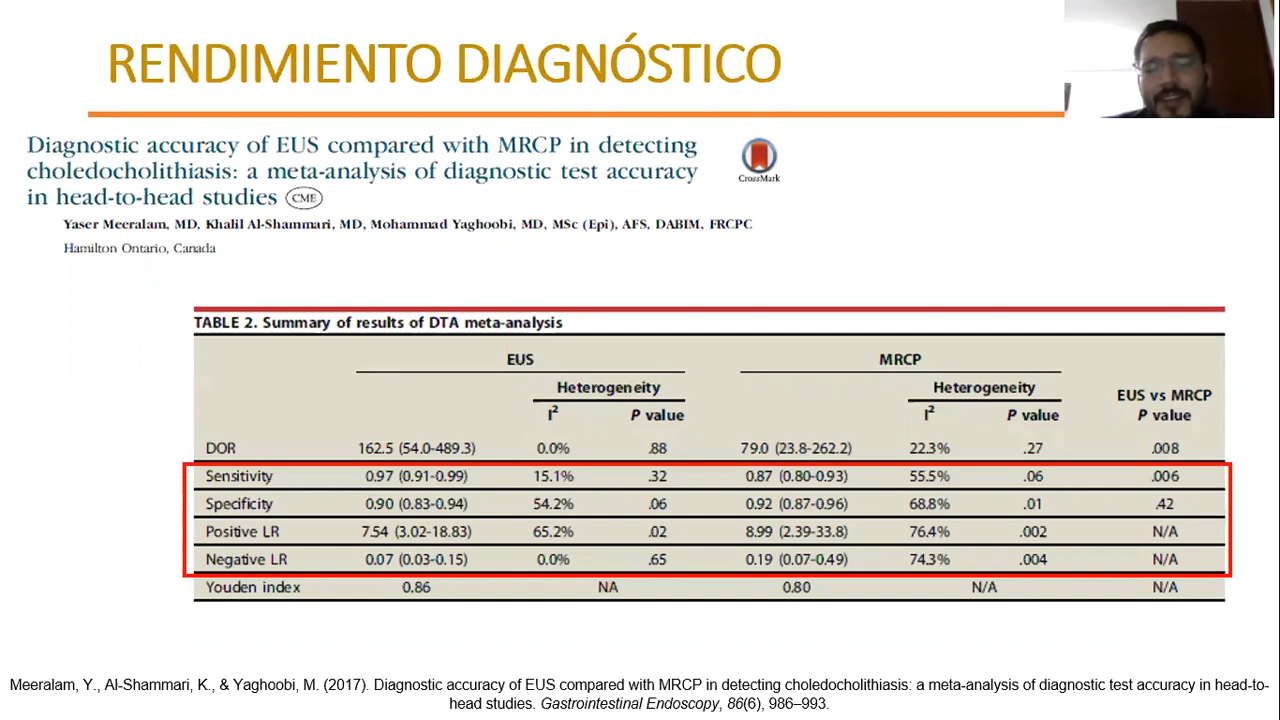 RENDIMIENTO DIAGNÓSTICO
Diagnostic accuracy of EUS compared with MRCP in detecting
choledocholithiasis: a meta-analysis of diagnostic test accuracy
in head-to-head studies CME
CrossMark
Yaser Meeralam, MD, Khalil Al-Shammari, MD, Mohammad Yaghoobi, MD, MSc (Epi), AFS, DABIM, FRCPC
Hamilton Ontario, Canada
TABLE 2. Summary of results of DTA meta-analysis
EUS MRCP
Heterogeneity Heterogeneity EUS vs MRCP
I² P value I² P value P value
DOR 162.5 (54.0-489.3) 0.0% .88 79.0 (23.8-262.2) 22.3% .27 .008
Sensitivity 0.97 (0.91-0.99) 15.1% .32 0.87 (0.80-0.93) 55.5% .06 .006
Specificity 0.90 (0.83-0.94) 54.2% .06 0.92 (0.87-0.96) 68.8% .01 .42
Positive LR 7.54 (3.02-18.83) 65.2% .02 8.99 (2.39-33.8) 76.4% .002 N/A
Negative LR 0.07 (0.03-0.15) 0.0% .65 0.19 (0.07-0.49) 74.3% .004 N/A
Youden index 0.86 NA 0.80 N/A N/A
Meeralam, Y., Al-Shammari, K., & Yaghoobi, M. (2017). Diagnostic accuracy of EUS compared with MRCP in detecting choledocholithiasis: a meta-analysis of diagnostic test accuracy in head-to-
head studies. Gastrointestinal Endoscopy, 86(6), 986–993.